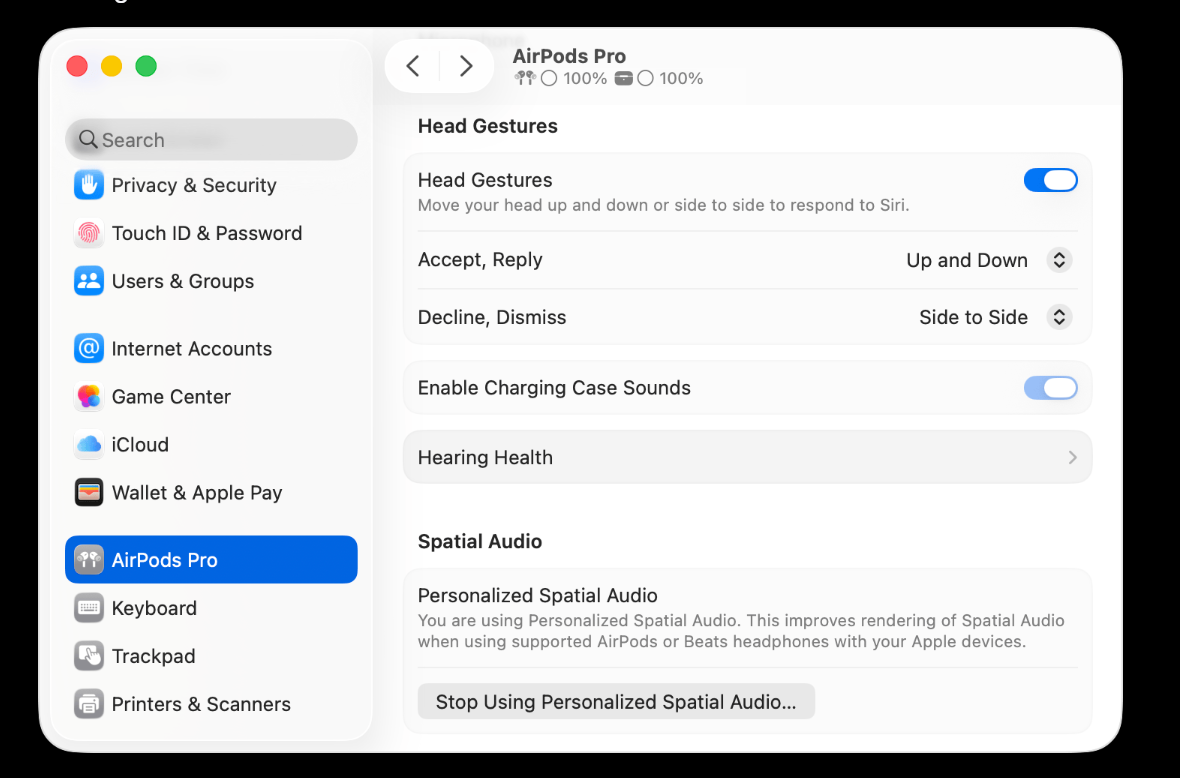 AirPods Pro
100% 100%
Search
Privacy & Security
Touch ID & Password
Users & Groups
Internet Accounts
Game Center
iCloud
Wallet & Apple Pay
AirPods Pro
Keyboard
Trackpad
Printers & Scanners
Head Gestures
Head Gestures
Move your head up and down or side to side to respond to Siri.
Accept, Reply
Up and Down
Decline, Dismiss
Side to Side
Enable Charging Case Sounds
Hearing Health
Spatial Audio
Personalized Spatial Audio
You are using Personalized Spatial Audio. This improves rendering of Spatial Audio
when using supported AirPods or Beats headphones with your Apple devices.
Stop Using Personalized Spatial Audio...